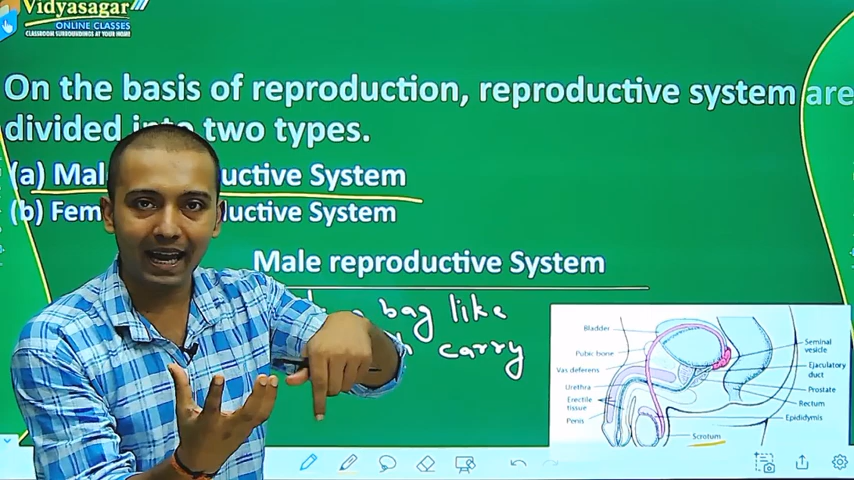 Vidyasagar
ONLINE CLASSES
CLASSROOM SURROUNDINGS AT YOUR HOME
On the basis of reproduction, reproductive system are
divided into two types.
(a) Mal uctive System
(b) Fem ductive System
Male reproductive System
bag like
carry
Bladder
Pubic bone
Vas deferens
Urethra
Erectile
tissue
Penis
Seminal
vesicle
Ejaculatory
duct
Prostate
Rectum
Epididymis
Scrotum